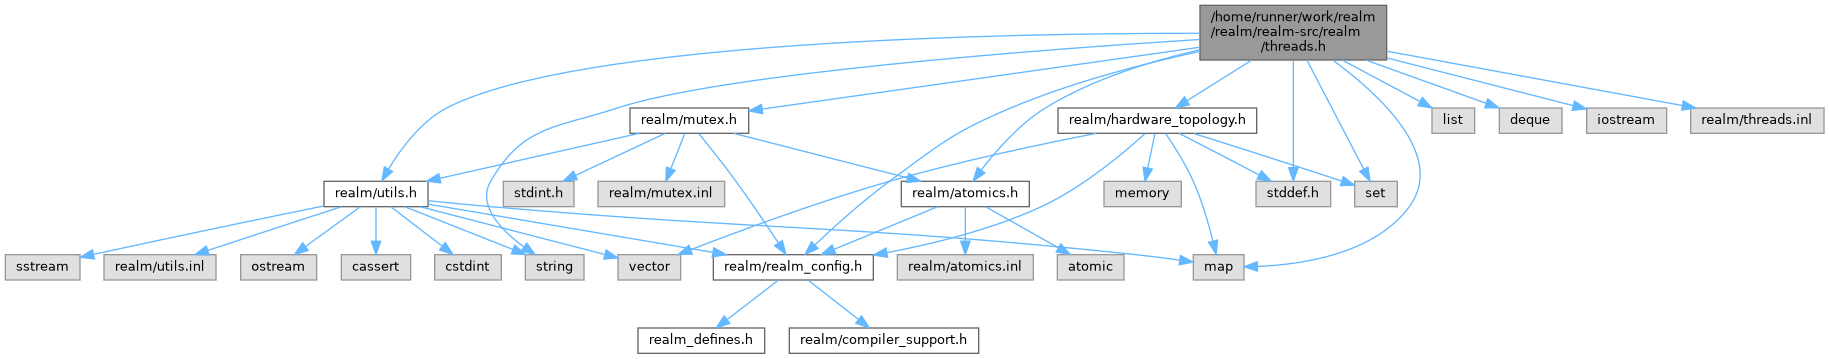 /home/runner/work/realm
/realm/realm-src/realm
/threads.h
realm/mutex.h
realm/hardware_topology.h
list
deque
iostream
realm/threads.inl
realm/utils.h
stdint.h
realm/mutex.inl
realm/atomics.h
memory
stddef.h
set
sstream
realm/utils.inl
ostream
cassert
cstdint
string
vector
realm/realm_config.h
realm/atomics.inl
atomic
map
realm_defines.h
realm/compiler_support.h